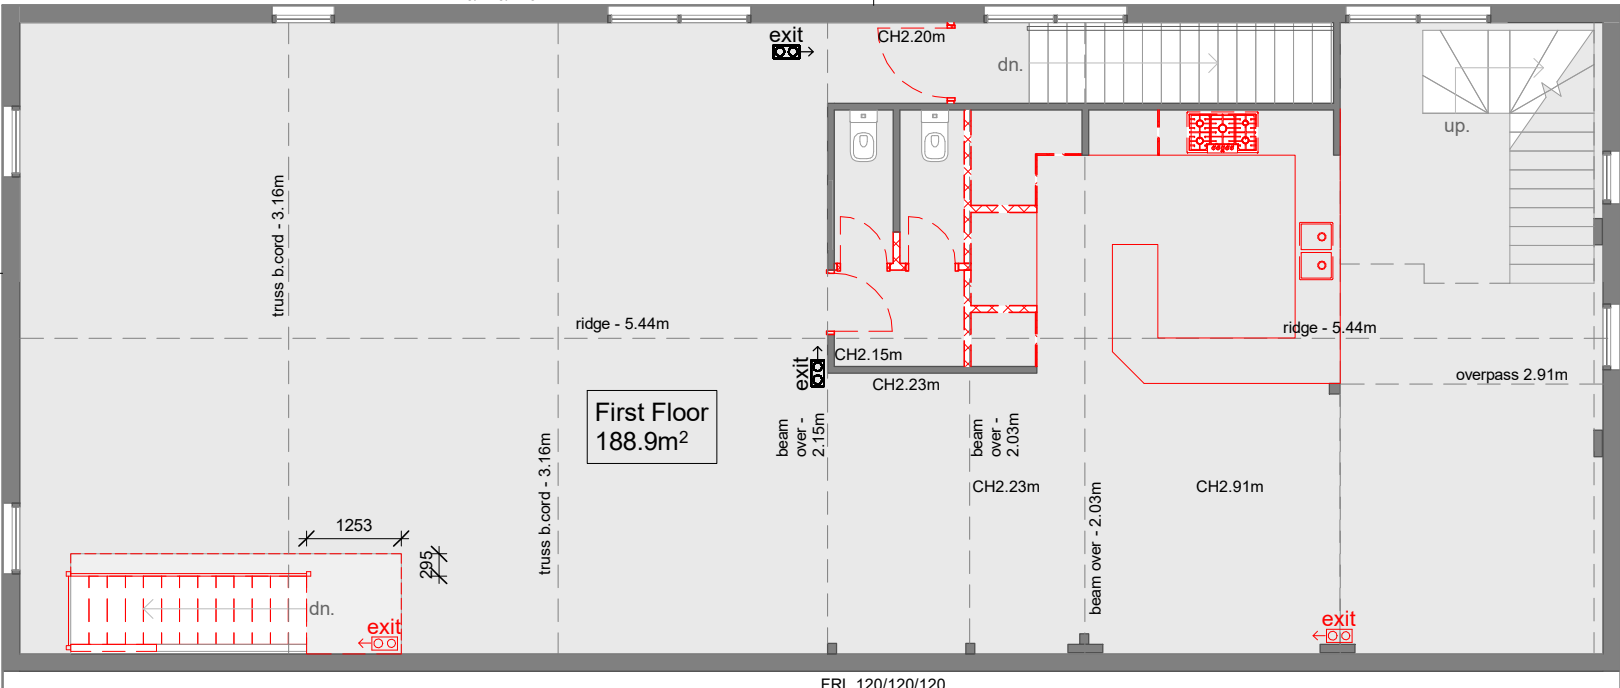 exit
CH2.20m
dn.
up.
truss b.cord - 3.16m
ridge - 5.44m
ridge - 5.44m
exit
CH2.15m
CH2.23m
overpass 2.91m
First Floor
188.9m²
beam
over -
2.15m
beam
over -
2.03m
truss b.cord - 3.16m
CH2.23m
CH2.91m
beam over - 2.03m
1253
295
dn.
exit
exit
FRL 120/120/120